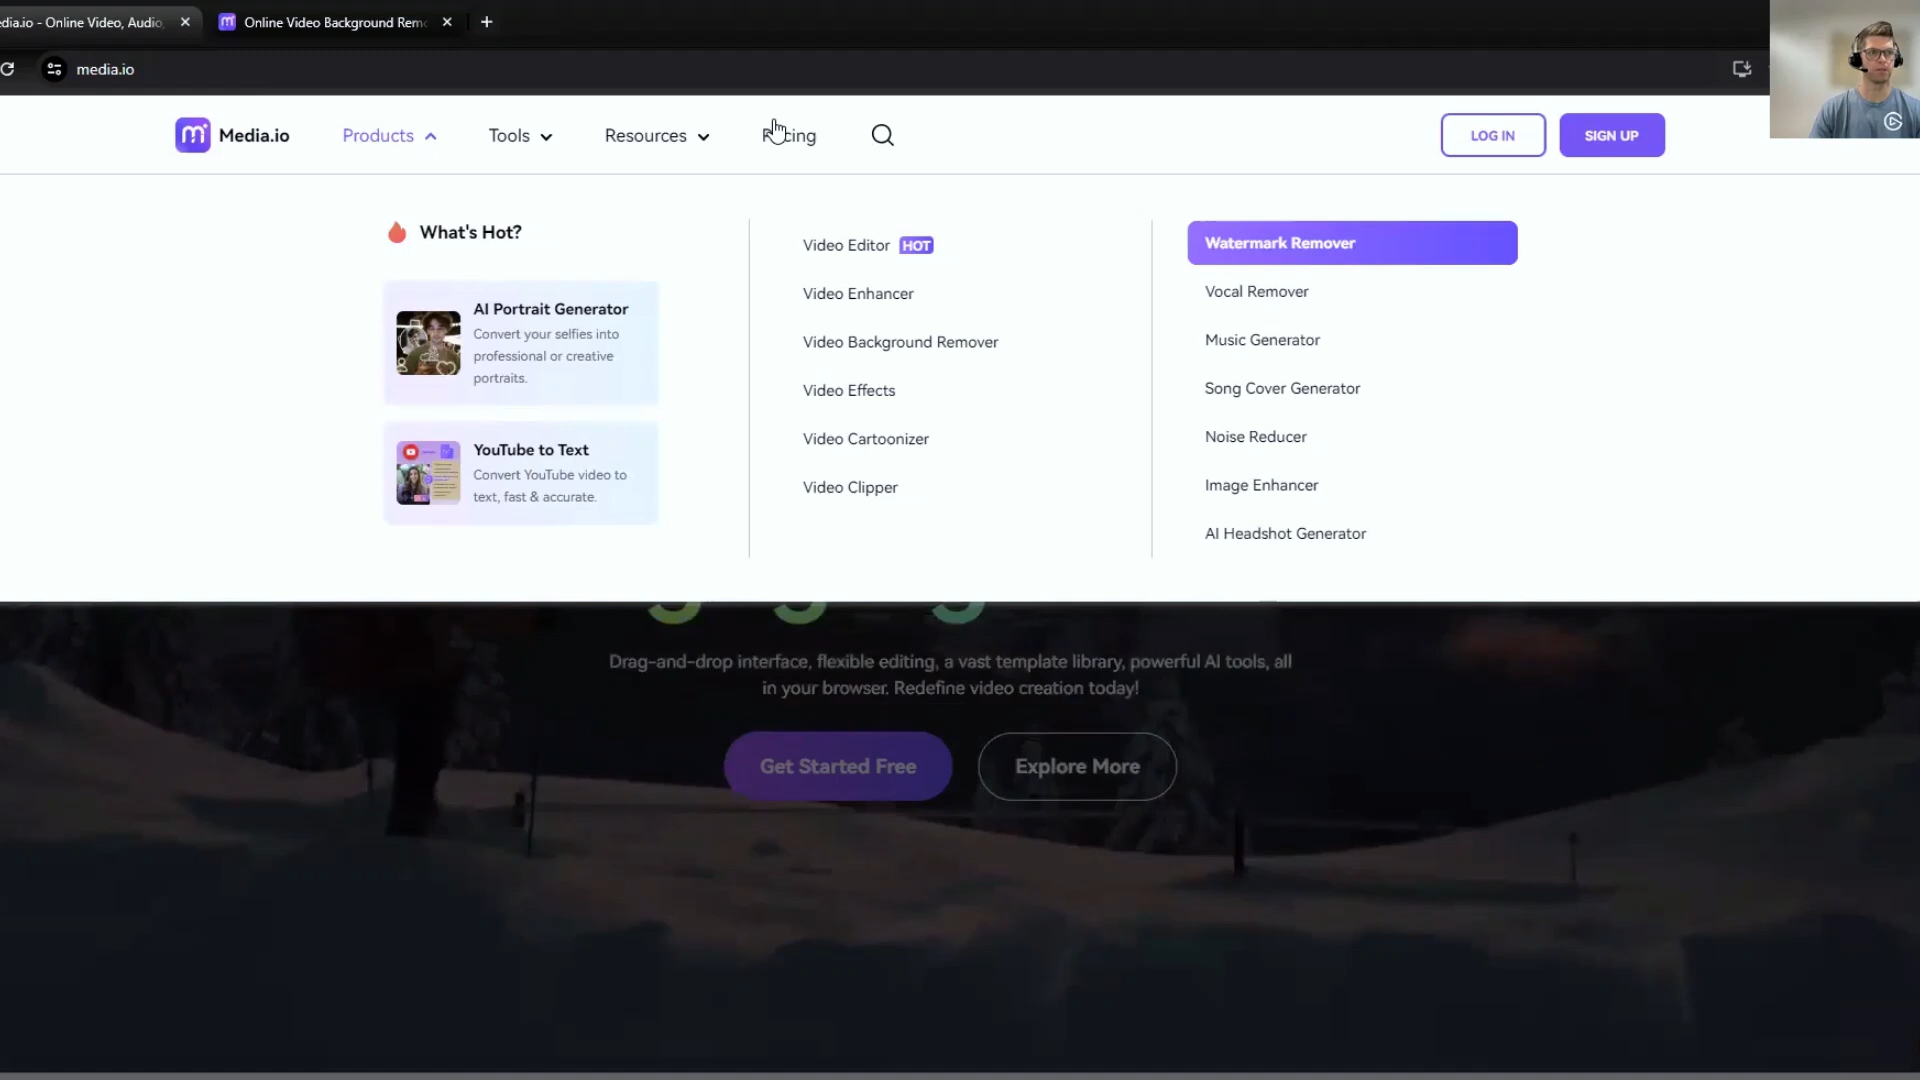 edia.io - Online Video, Audio,
Online Video Background Rem
media.io
Media.io
Products
Tools
Resources
Pricing
LOG IN
SIGN UP
What's Hot?
AI Portrait Generator
Convert your selfies into
professional or creative
portraits.
YouTube to Text
Convert YouTube video to
text, fast & accurate.
Video Editor HOT
Video Enhancer
Video Background Remover
Video Effects
Video Cartoonizer
Video Clipper
Watermark Remover
Vocal Remover
Music Generator
Song Cover Generator
Noise Reducer
Image Enhancer
AI Headshot Generator
Drag-and-drop interface, flexible editing, a vast template library, powerful AI tools, all
in your browser. Redefine video creation today!
Get Started Free
Explore More